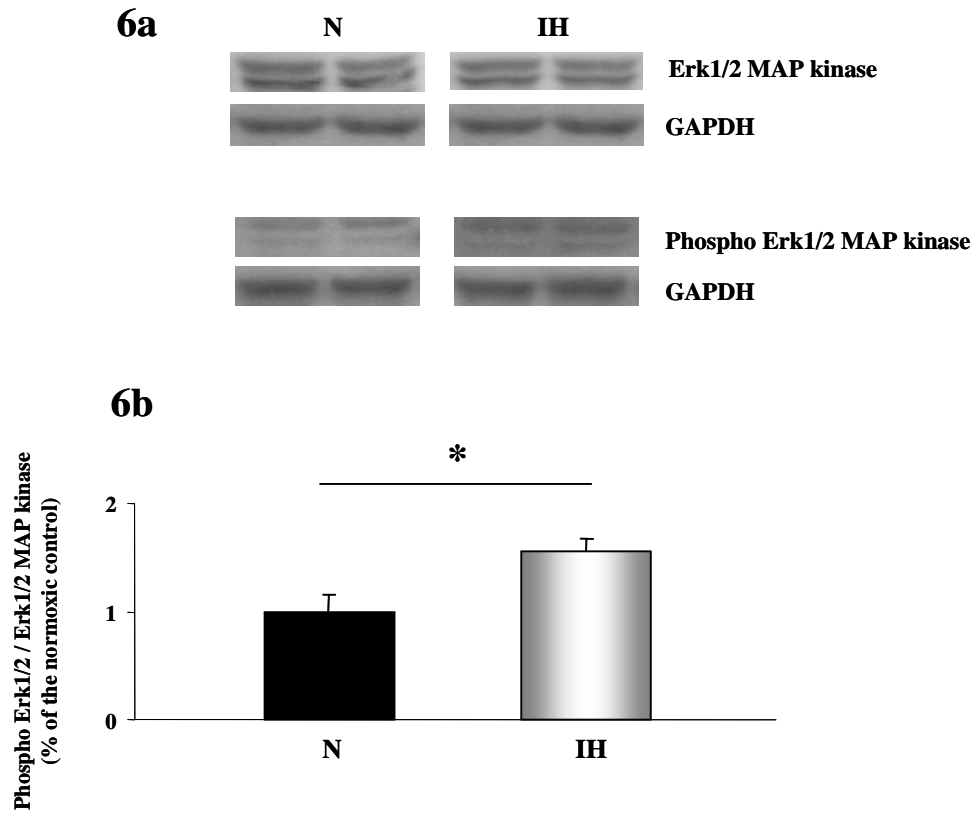 6a
N IH
Erk1/2 MAP kinase
GAPDH
Phospho Erk1/2 MAP kinase
GAPDH
6b
Phospho Erk1/2 / Erk1/2 MAP kinase
(% of the normoxic control)
*
2
1
0
N IH